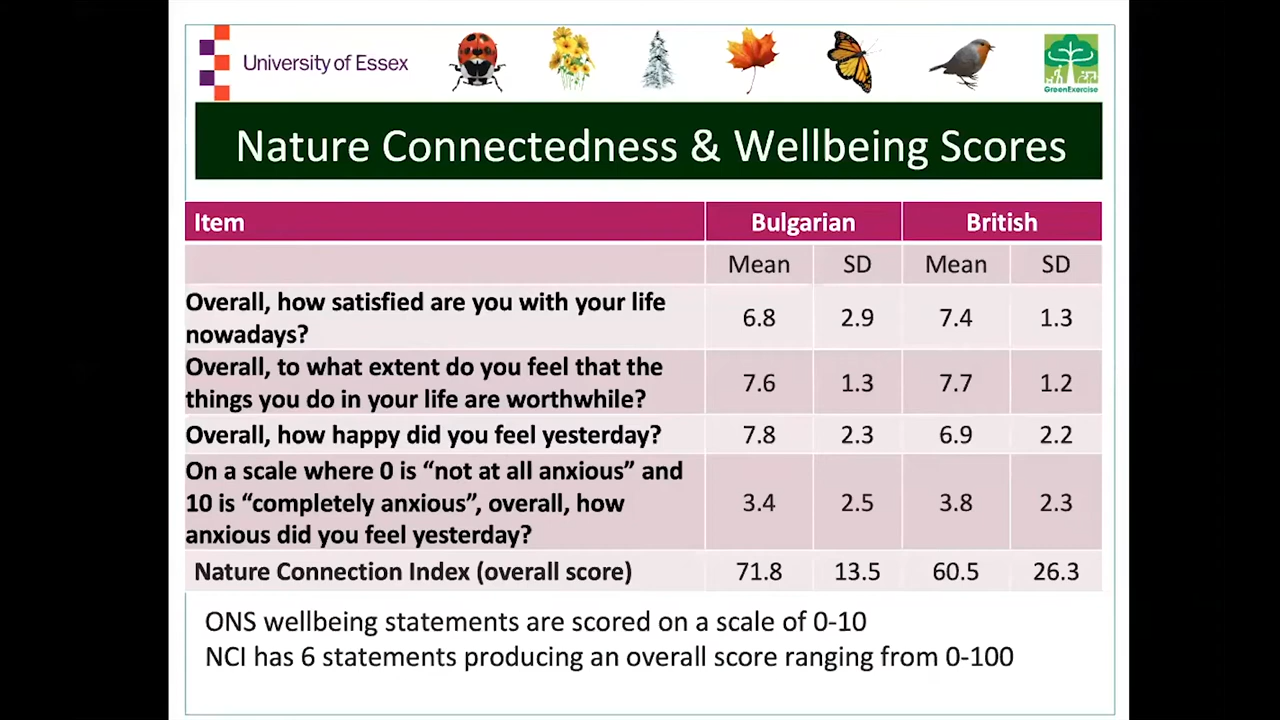 University of Essex
GreenExercise
Nature Connectedness & Wellbeing Scores
Item Bulgarian British
Mean SD Mean SD
Overall, how satisfied are you with your life
nowadays? 6.8 2.9 7.4 1.3
Overall, to what extent do you feel that the
things you do in your life are worthwhile? 7.6 1.3 7.7 1.2
Overall, how happy did you feel yesterday? 7.8 2.3 6.9 2.2
On a scale where 0 is “not at all anxious” and
10 is “completely anxious”, overall, how
anxious did you feel yesterday? 3.4 2.5 3.8 2.3
Nature Connection Index (overall score) 71.8 13.5 60.5 26.3
ONS wellbeing statements are scored on a scale of 0-10
NCI has 6 statements producing an overall score ranging from 0-100